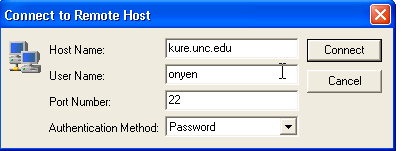 Connect to Remote Host
Host Name: kure.unc.edu Connect
User Name: onyen
Cancel
Port Number: 22
Authentication Method: Password